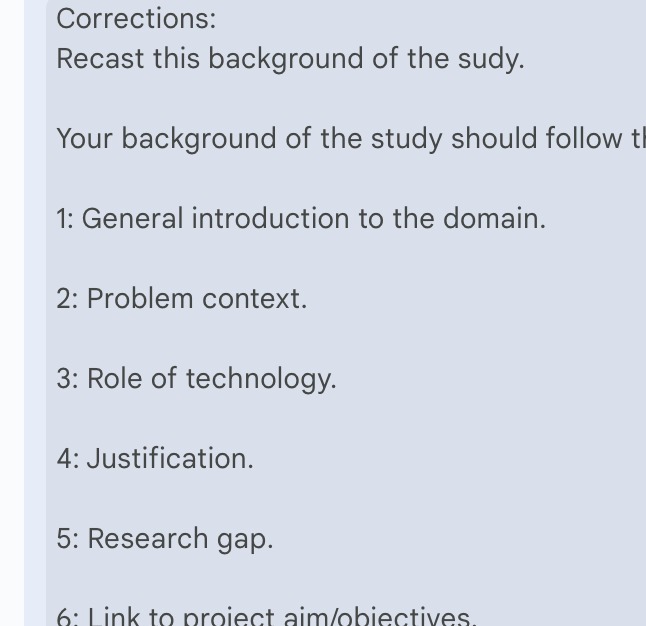 Corrections:
Recast this background of the sudy.
Your background of the study should follow
1: General introduction to the domain.
2: Problem context.
3: Role of technology.
4: Justification.
5: Research gap.
6: Link to project aim/objectives.